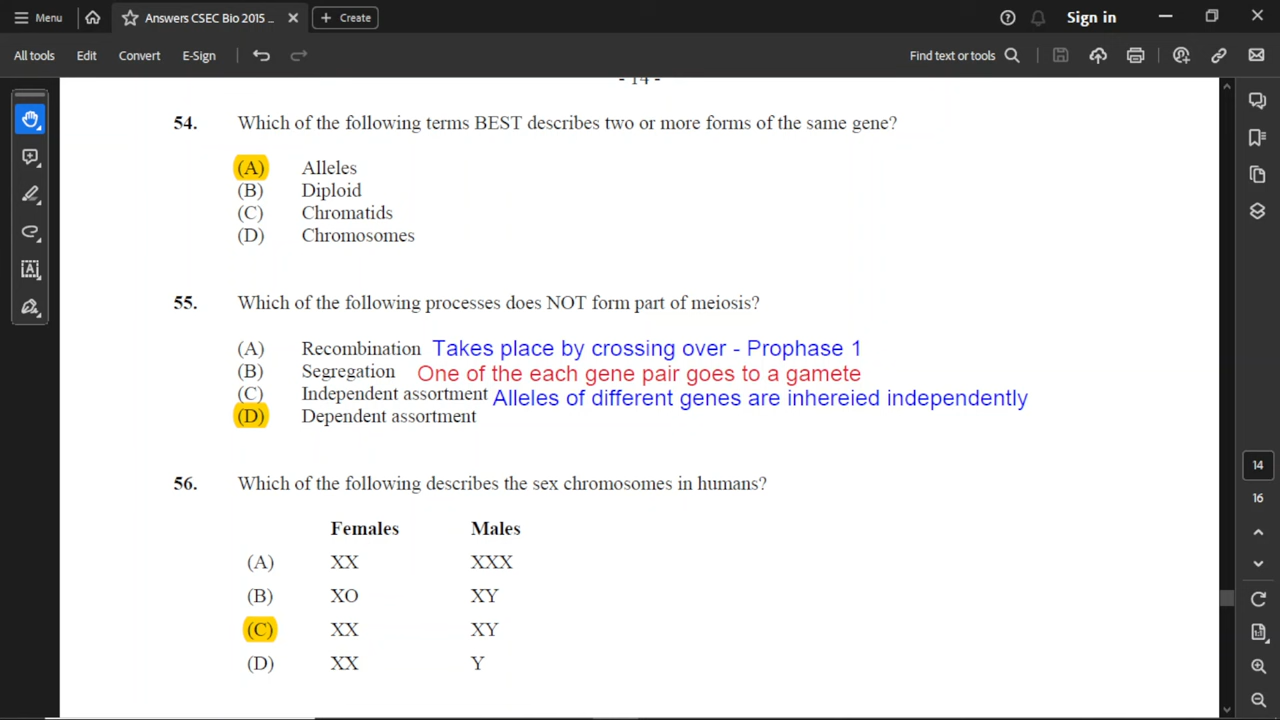 Menu
Answers CSEC Bio 2015 ...
Create
Sign in
All tools
Edit
Convert
E-Sign
Find text or tools
- 14 -
54. Which of the following terms BEST describes two or more forms of the same gene?
(A) Alleles
(B) Diploid
(C) Chromatids
(D) Chromosomes
55. Which of the following processes does NOT form part of meiosis?
(A) Recombination Takes place by crossing over - Prophase 1
(B) Segregation One of the each gene pair goes to a gamete
(C) Independent assortment Alleles of different genes are inhereied independently
(D) Dependent assortment
56. Which of the following describes the sex chromosomes in humans?
Females Males
(A) XX XXX
(B) XO XY
(C) XX XY
(D) XX Y
14
16